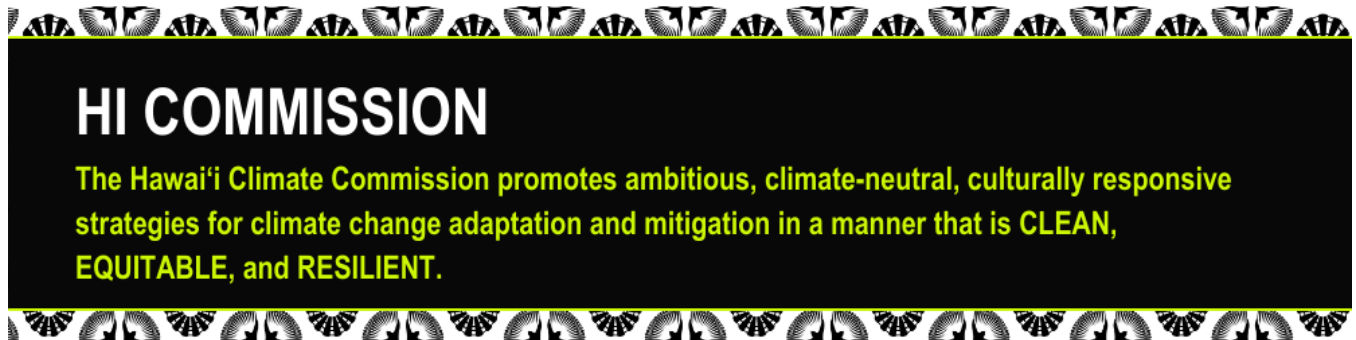 HI COMMISSION
The Hawaiʻi Climate Commission promotes ambitious, climate-neutral, culturally responsive
strategies for climate change adaptation and mitigation in a manner that is CLEAN,
EQUITABLE, and RESILIENT.